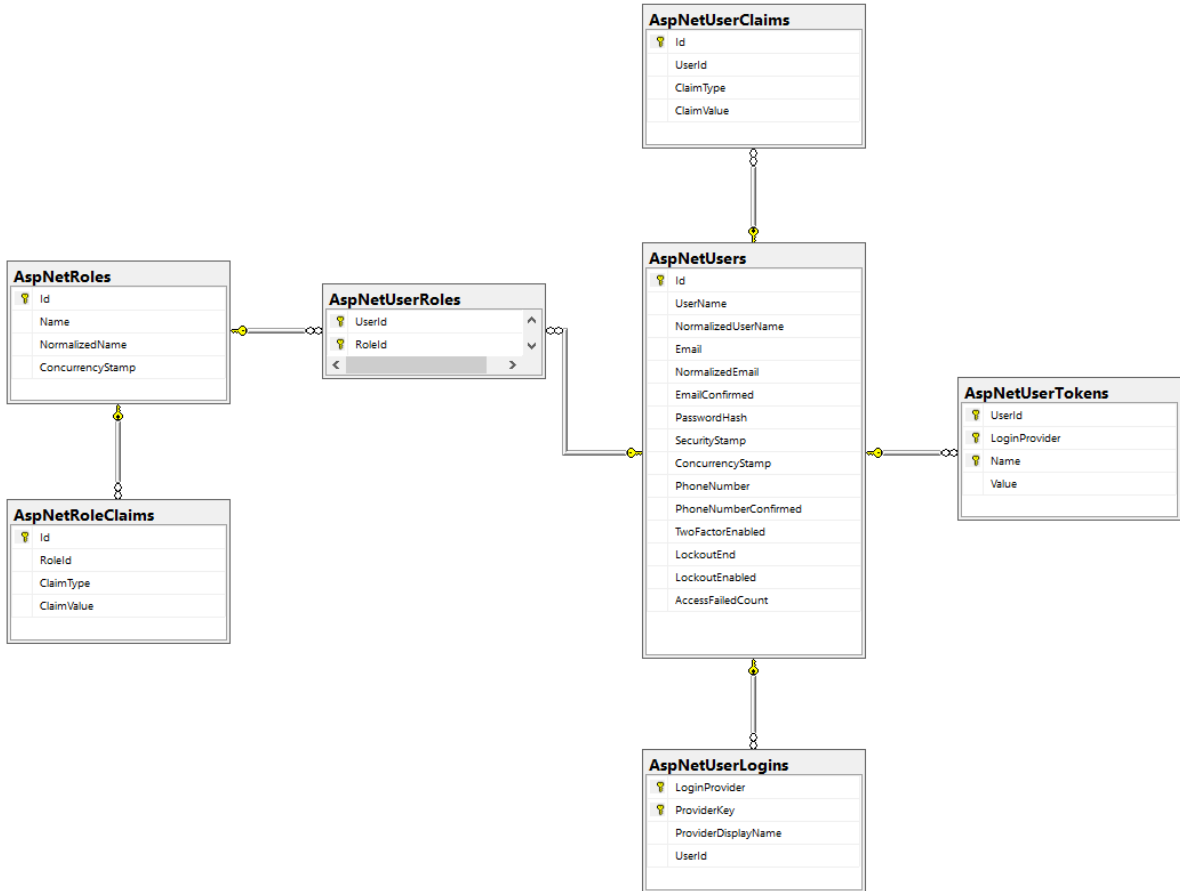 AspNetUserClaims
Id
UserId
ClaimType
ClaimValue
AspNetRoles
Id
Name
NormalizedName
ConcurrencyStamp
AspNetUserRoles
UserId
RoleId
AspNetUsers
Id
UserName
NormalizedUserName
Email
NormalizedEmail
EmailConfirmed
PasswordHash
SecurityStamp
ConcurrencyStamp
PhoneNumber
PhoneNumberConfirmed
TwoFactorEnabled
LockoutEnd
LockoutEnabled
AccessFailedCount
AspNetUserTokens
UserId
LoginProvider
Name
Value
AspNetRoleClaims
Id
RoleId
ClaimType
ClaimValue
AspNetUserLogins
LoginProvider
ProviderKey
ProviderDisplayName
UserId